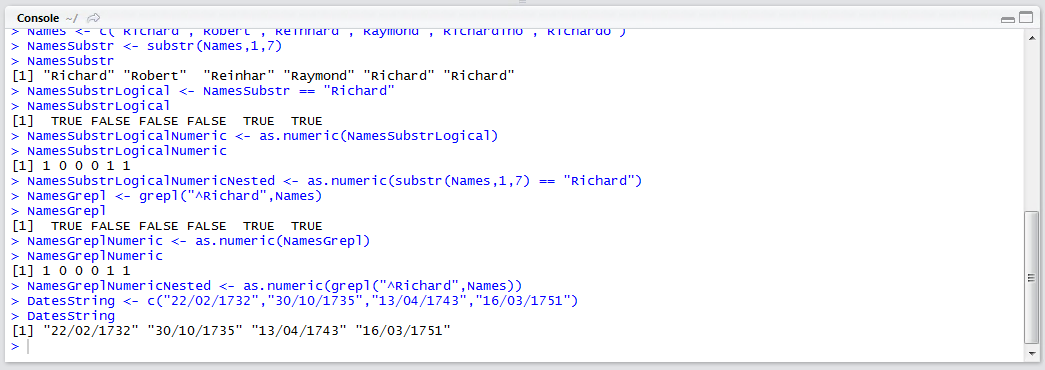 Console ~/
> Names <- c("Richard","Robert","Reinhard","Raymond","Richardino","Richardo")
> NamesSubstr <- substr(Names,1,7)
> NamesSubstr
[1] "Richard" "Robert"  "Reinhar" "Raymond" "Richard" "Richard"
> NamesSubstrLogical <- NamesSubstr == "Richard"
> NamesSubstrLogical
[1]  TRUE FALSE FALSE FALSE  TRUE  TRUE
> NamesSubstrLogicalNumeric <- as.numeric(NamesSubstrLogical)
> NamesSubstrLogicalNumeric
[1] 1 0 0 0 1 1
> NamesSubstrLogicalNumericNested <- as.numeric(substr(Names,1,7) == "Richard")
> NamesGrepl <- grepl("^Richard",Names)
> NamesGrepl
[1]  TRUE FALSE FALSE FALSE  TRUE  TRUE
> NamesGreplNumeric <- as.numeric(NamesGrepl)
> NamesGreplNumeric
[1] 1 0 0 0 1 1
> NamesGreplNumericNested <- as.numeric(grepl("^Richard",Names))
> DatesString <- c("22/02/1732","30/10/1735","13/04/1743","16/03/1751")
> DatesString
[1] "22/02/1732" "30/10/1735" "13/04/1743" "16/03/1751"
>